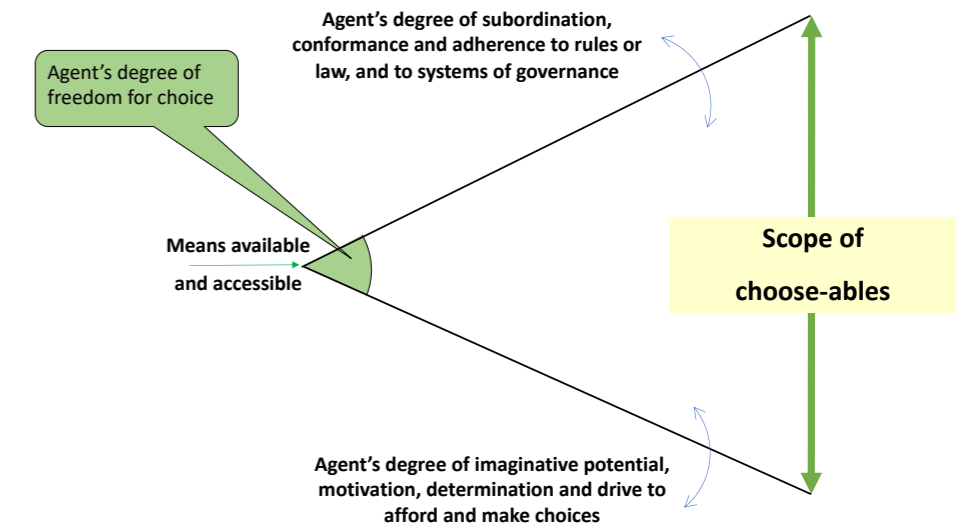 Agent’s degree of subordination,
conformance and adherence to rules or
law, and to systems of governance
Agent’s degree of
freedom for choice
Means available
and accessible
Scope of
choose-ables
Agent’s degree of imaginative potential,
motivation, determination and drive to
afford and make choices